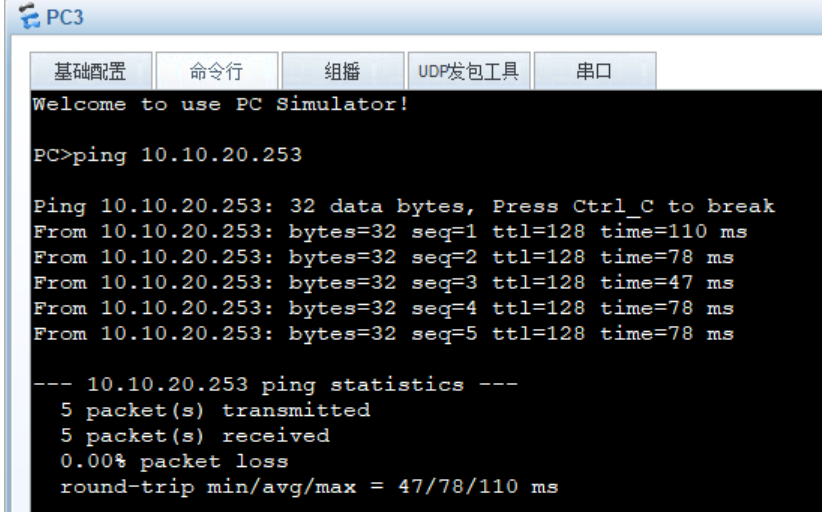 PC3
基础配置 命令行 组播 UDP发包工具 串口
Welcome to use PC Simulator!
PC>ping 10.10.20.253
Ping 10.10.20.253: 32 data bytes, Press Ctrl_C to break
From 10.10.20.253: bytes=32 seq=1 ttl=128 time=110 ms
From 10.10.20.253: bytes=32 seq=2 ttl=128 time=78 ms
From 10.10.20.253: bytes=32 seq=3 ttl=128 time=47 ms
From 10.10.20.253: bytes=32 seq=4 ttl=128 time=78 ms
From 10.10.20.253: bytes=32 seq=5 ttl=128 time=78 ms
--- 10.10.20.253 ping statistics ---
5 packet(s) transmitted
5 packet(s) received
0.00% packet loss
round-trip min/avg/max = 47/78/110 ms